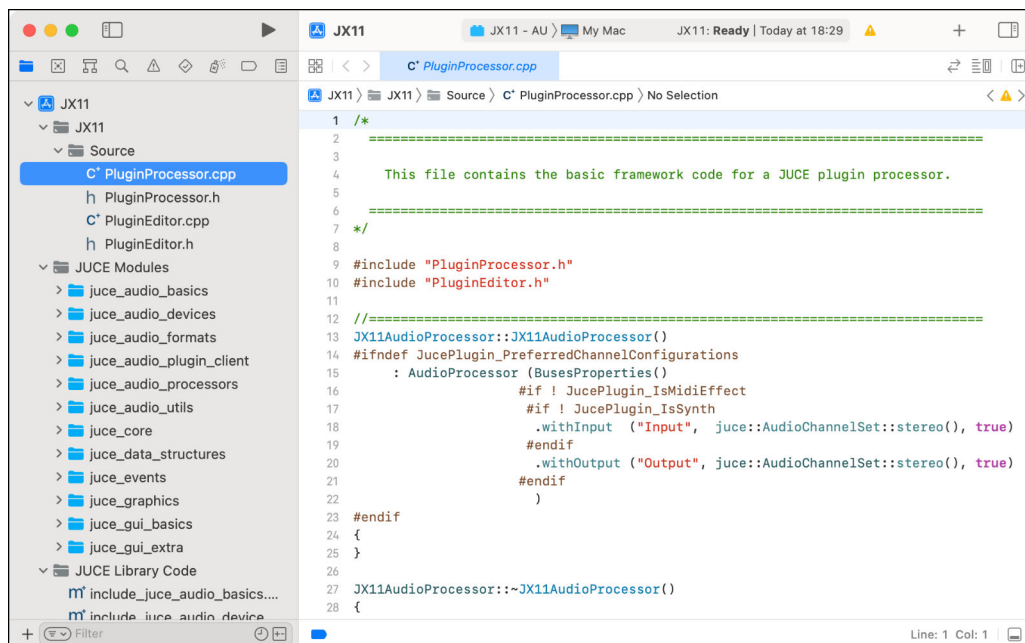 JX11
JX11 - AU 〉 My Mac
JX11: Ready | Today at 18:29
PluginProcessor.cpp
JX11 〉 JX11 〉 Source 〉 PluginProcessor.cpp 〉 No Selection
JX11
JX11
Source
PluginProcessor.cpp
PluginProcessor.h
PluginEditor.cpp
PluginEditor.h
JUCE Modules
juce_audio_basics
juce_audio_devices
juce_audio_formats
juce_audio_plugin_client
juce_audio_processors
juce_audio_utils
juce_core
juce_data_structures
juce_events
juce_graphics
juce_gui_basics
juce_gui_extra
JUCE Library Code
include_juce_audio_basics....
include_juce_audio_device
Filter
1 /*
2   ==============================================================================
3
4     This file contains the basic framework code for a JUCE plugin processor.
5
6   ==============================================================================
7 */
8
9 #include "PluginProcessor.h"
10 #include "PluginEditor.h"
11
12 //==============================================================================
13 JX11AudioProcessor::JX11AudioProcessor()
14 #ifndef JucePlugin_PreferredChannelConfigurations
15      : AudioProcessor (BusesProperties()
16                      #if ! JucePlugin_IsMidiEffect
17                       #if ! JucePlugin_IsSynth
18                        .withInput  ("Input",  juce::AudioChannelSet::stereo(), true)
19                       #endif
20                        .withOutput ("Output", juce::AudioChannelSet::stereo(), true)
21                      #endif
22                        )
23 #endif
24 {
25 }
26
27 JX11AudioProcessor::~JX11AudioProcessor()
28 {
Line: 1 Col: 1